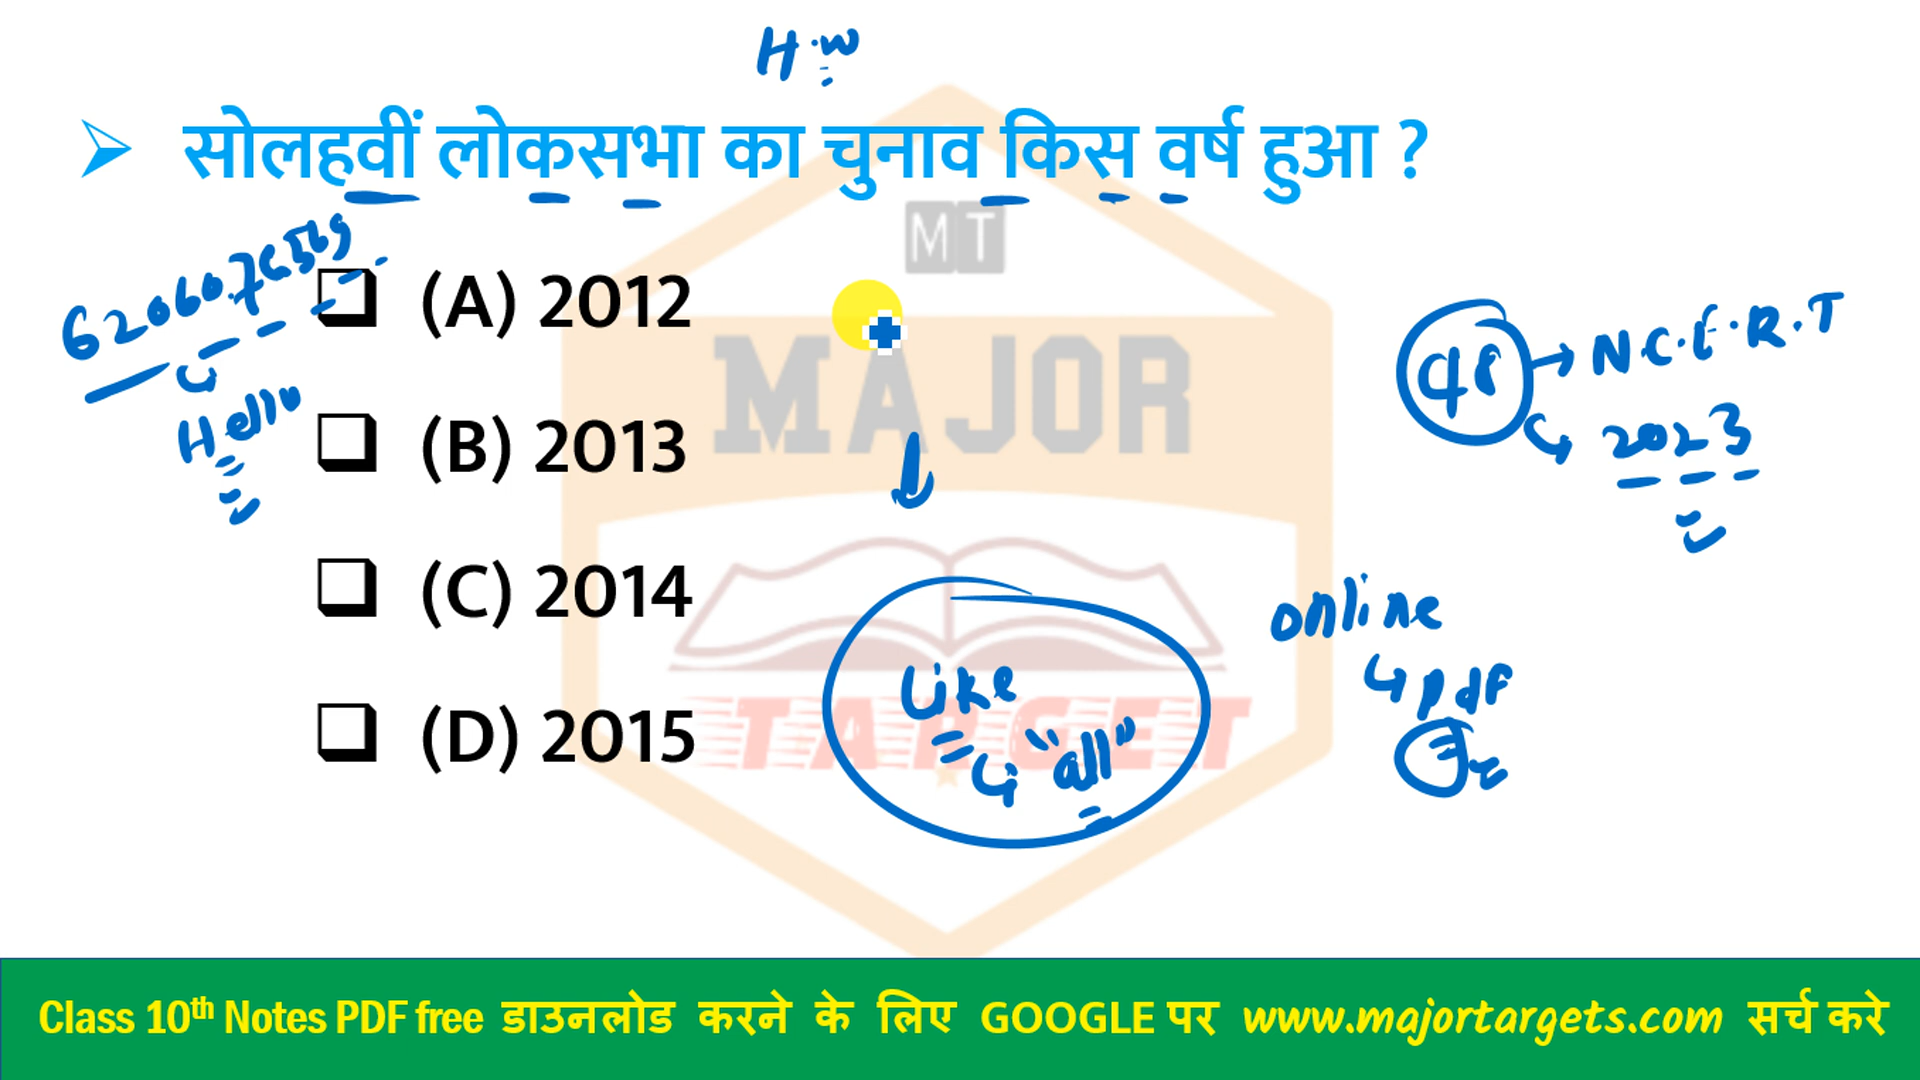 H.W
➢ सोलहवीं लोकसभा का चुनाव किस वर्ष हुआ ?
MT
❑ (A) 2012
Hello
❑ (B) 2013
MAJOR
48 → N.C.E.R.T
2023
❑ (C) 2014
online
pdf
❑ (D) 2015
TARGET
Like
"all"
Class 10th Notes PDF free डाउनलोड करने के लिए GOOGLE पर www.majortargets.com सर्च करे